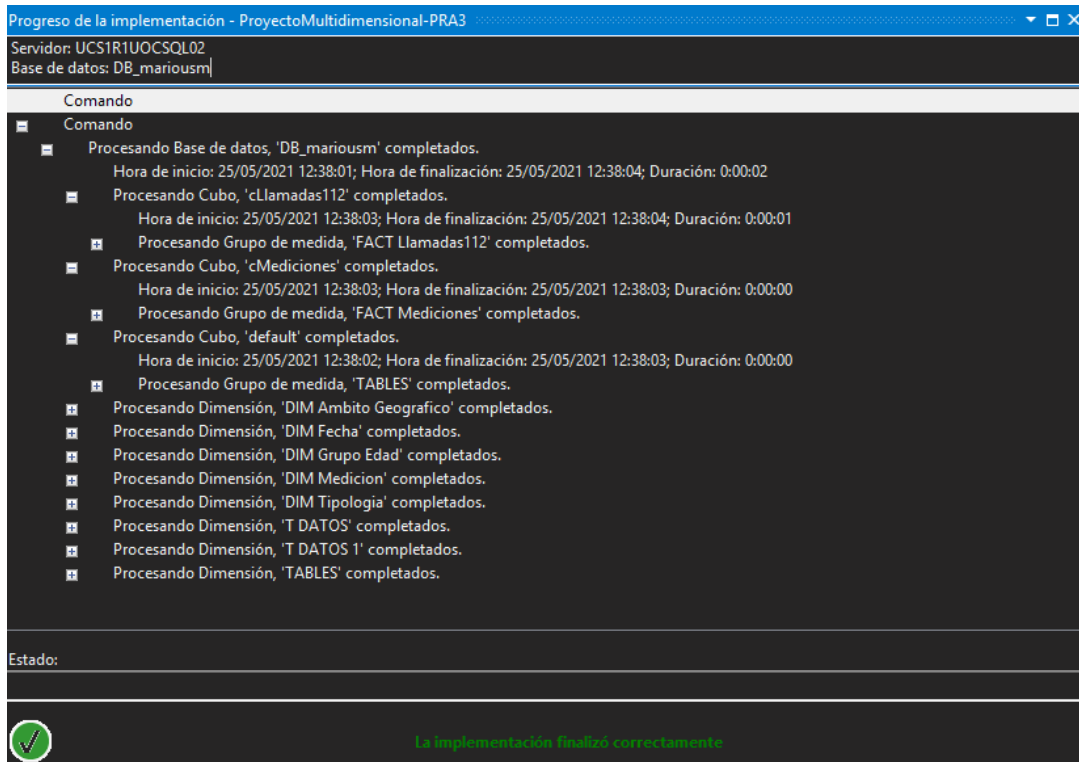 Progreso de la implementación - ProyectoMultidimensional-PRA3
Servidor: UCS1R1UOCSQL02
Base de datos: DB_mariousm
Comando
Comando
Procesando Base de datos, 'DB_mariousm' completados.
Hora de inicio: 25/05/2021 12:38:01; Hora de finalización: 25/05/2021 12:38:04; Duración: 0:00:02
Procesando Cubo, 'cLlamadas112' completados.
Hora de inicio: 25/05/2021 12:38:03; Hora de finalización: 25/05/2021 12:38:04; Duración: 0:00:01
Procesando Grupo de medida, 'FACT Llamadas112' completados.
Procesando Cubo, 'cMediciones' completados.
Hora de inicio: 25/05/2021 12:38:03; Hora de finalización: 25/05/2021 12:38:03; Duración: 0:00:00
Procesando Grupo de medida, 'FACT Mediciones' completados.
Procesando Cubo, 'default' completados.
Hora de inicio: 25/05/2021 12:38:02; Hora de finalización: 25/05/2021 12:38:03; Duración: 0:00:00
Procesando Grupo de medida, 'TABLES' completados.
Procesando Dimensión, 'DIM Ambito Geografico' completados.
Procesando Dimensión, 'DIM Fecha' completados.
Procesando Dimensión, 'DIM Grupo Edad' completados.
Procesando Dimensión, 'DIM Medicion' completados.
Procesando Dimensión, 'DIM Tipologia' completados.
Procesando Dimensión, 'T DATOS' completados.
Procesando Dimensión, 'T DATOS 1' completados.
Procesando Dimensión, 'TABLES' completados.
Estado:
La implementación finalizó correctamente